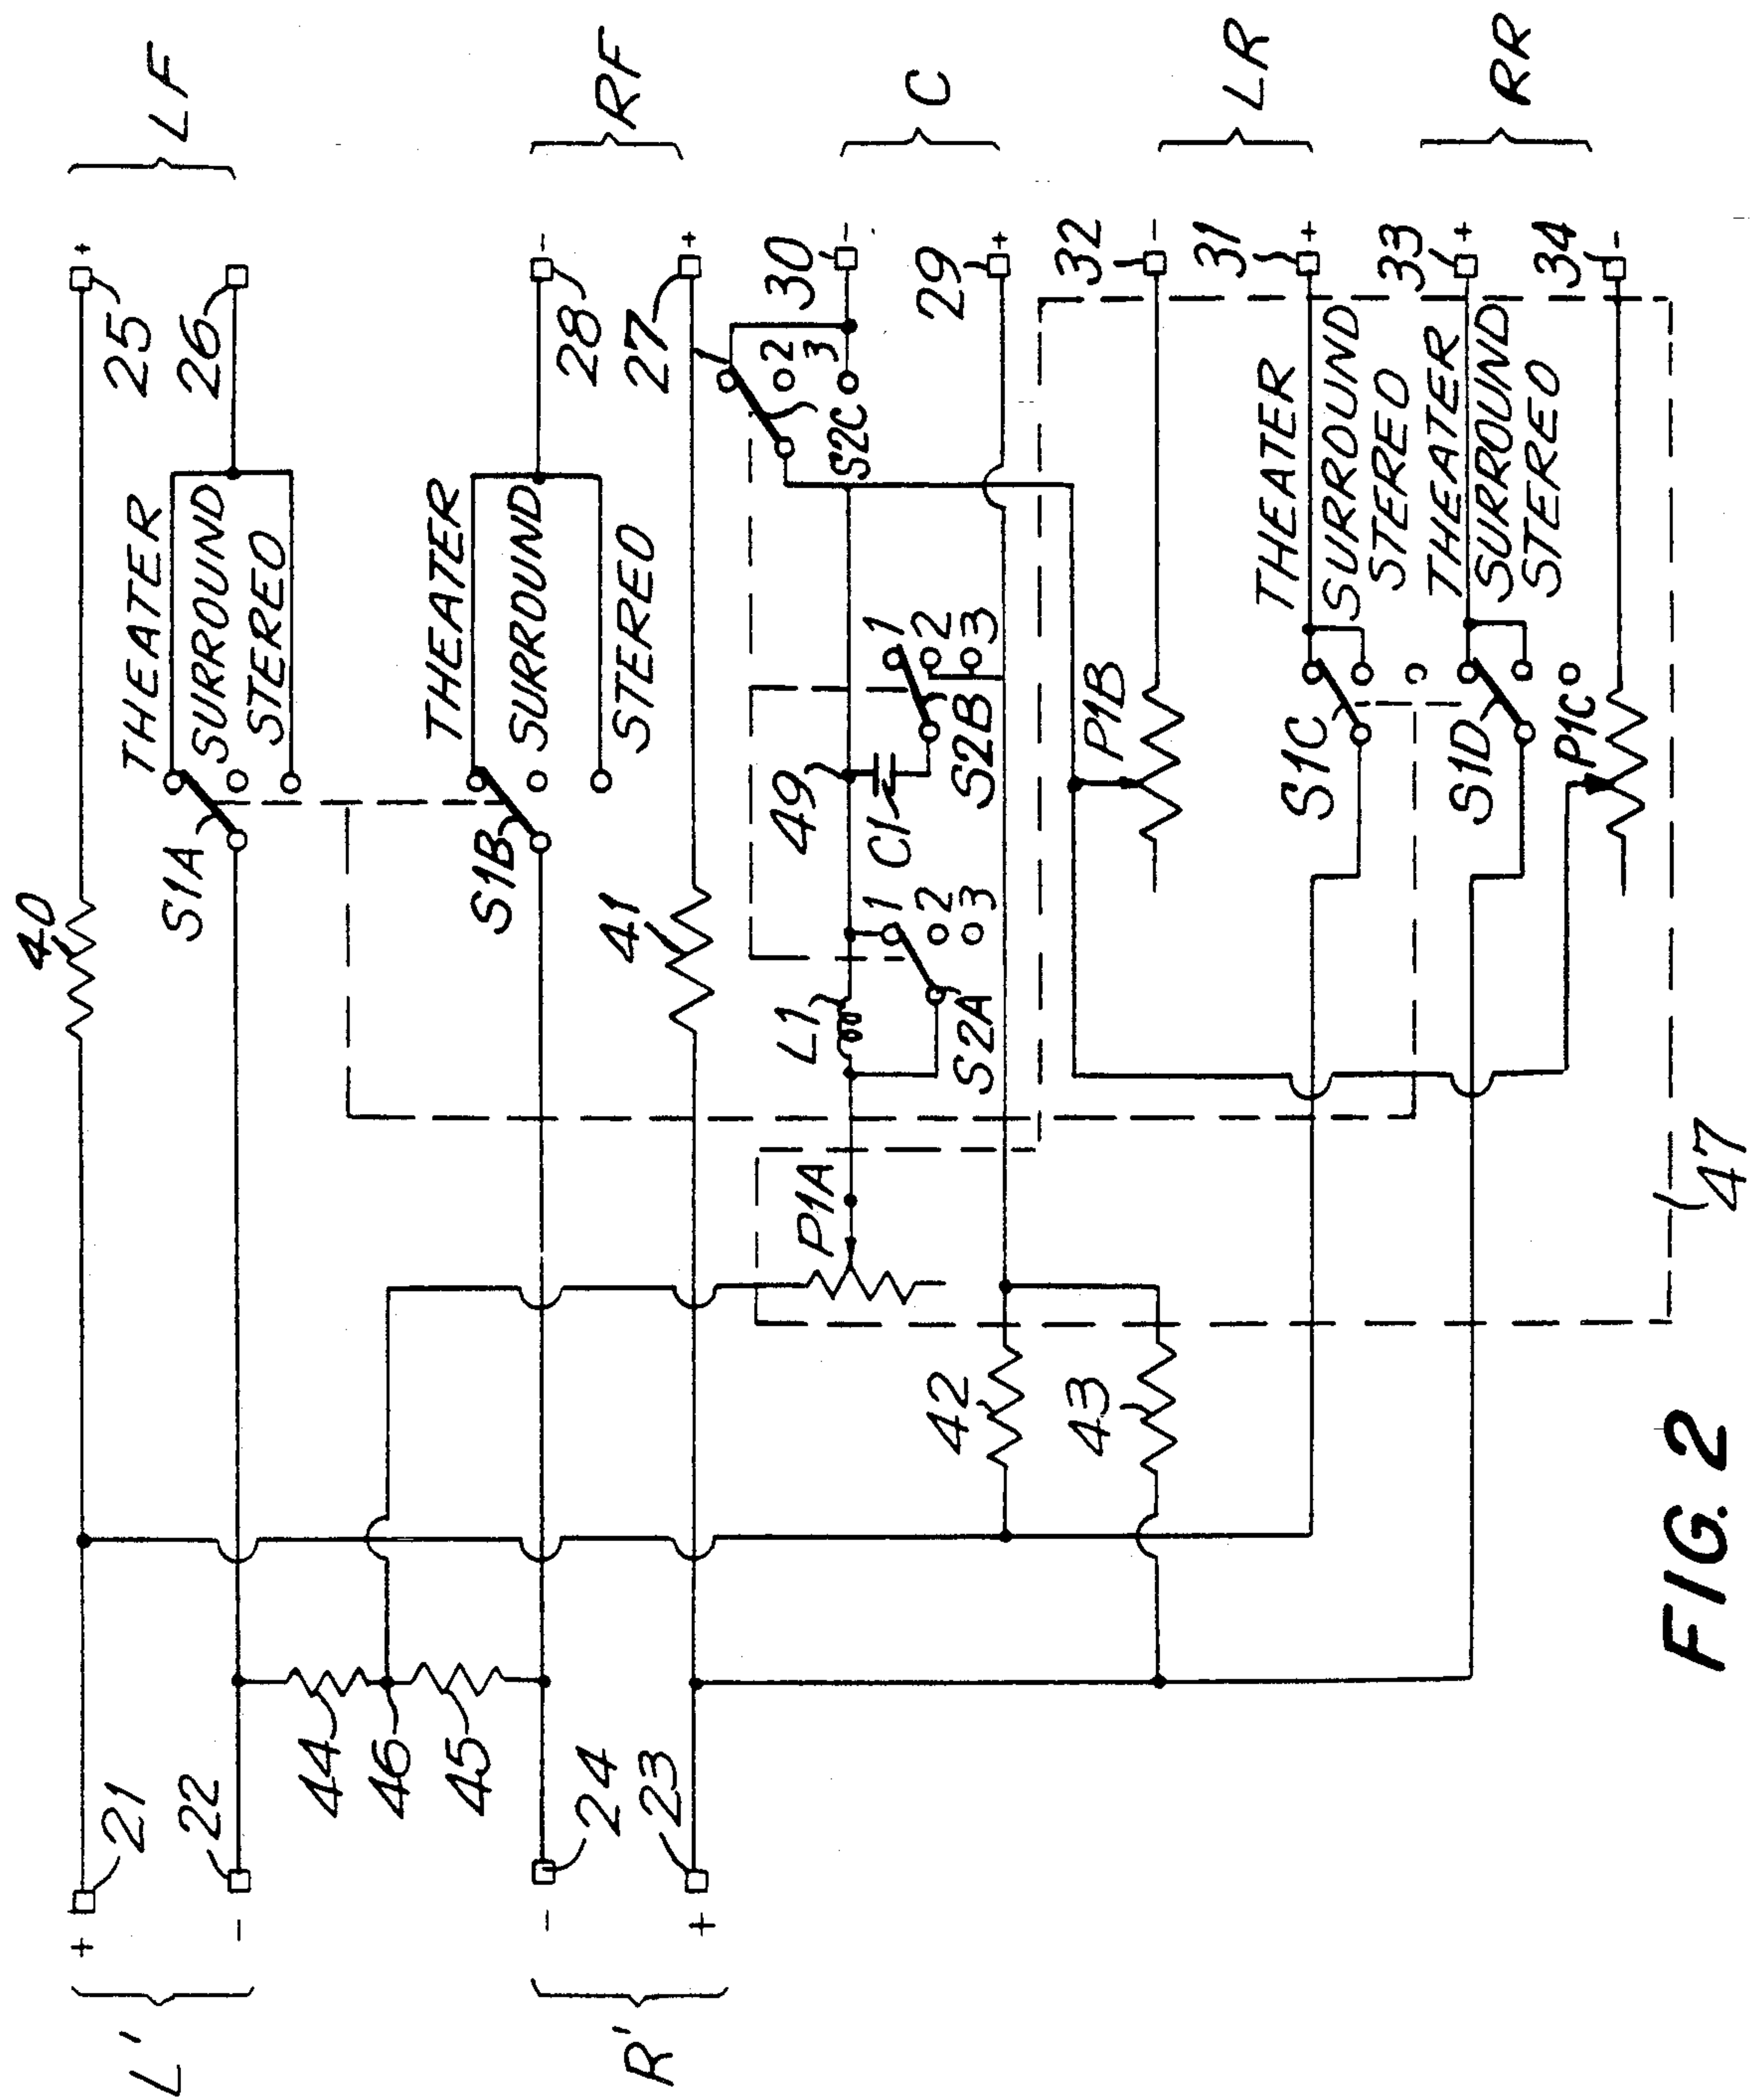 L'
+
21
22
-
44
46
45
R'
-
24
23
+
40
S1A
THEATER
SURROUND
STEREO
+
25
26
LF
S1B
THEATER
SURROUND
STEREO
-
28
27
+
RF
41
P1A
L1
S2A
1
2
3
49
C1
S2B
1
2
3
S2C
1
2
3
30
-
29
+
C
42
43
P1B
32
-
31
+
LR
S1C
THEATER
SURROUND
STEREO
S1D
THEATER
SURROUND
STEREO
33
+
34
-
RR
P1C
47
FIG. 2